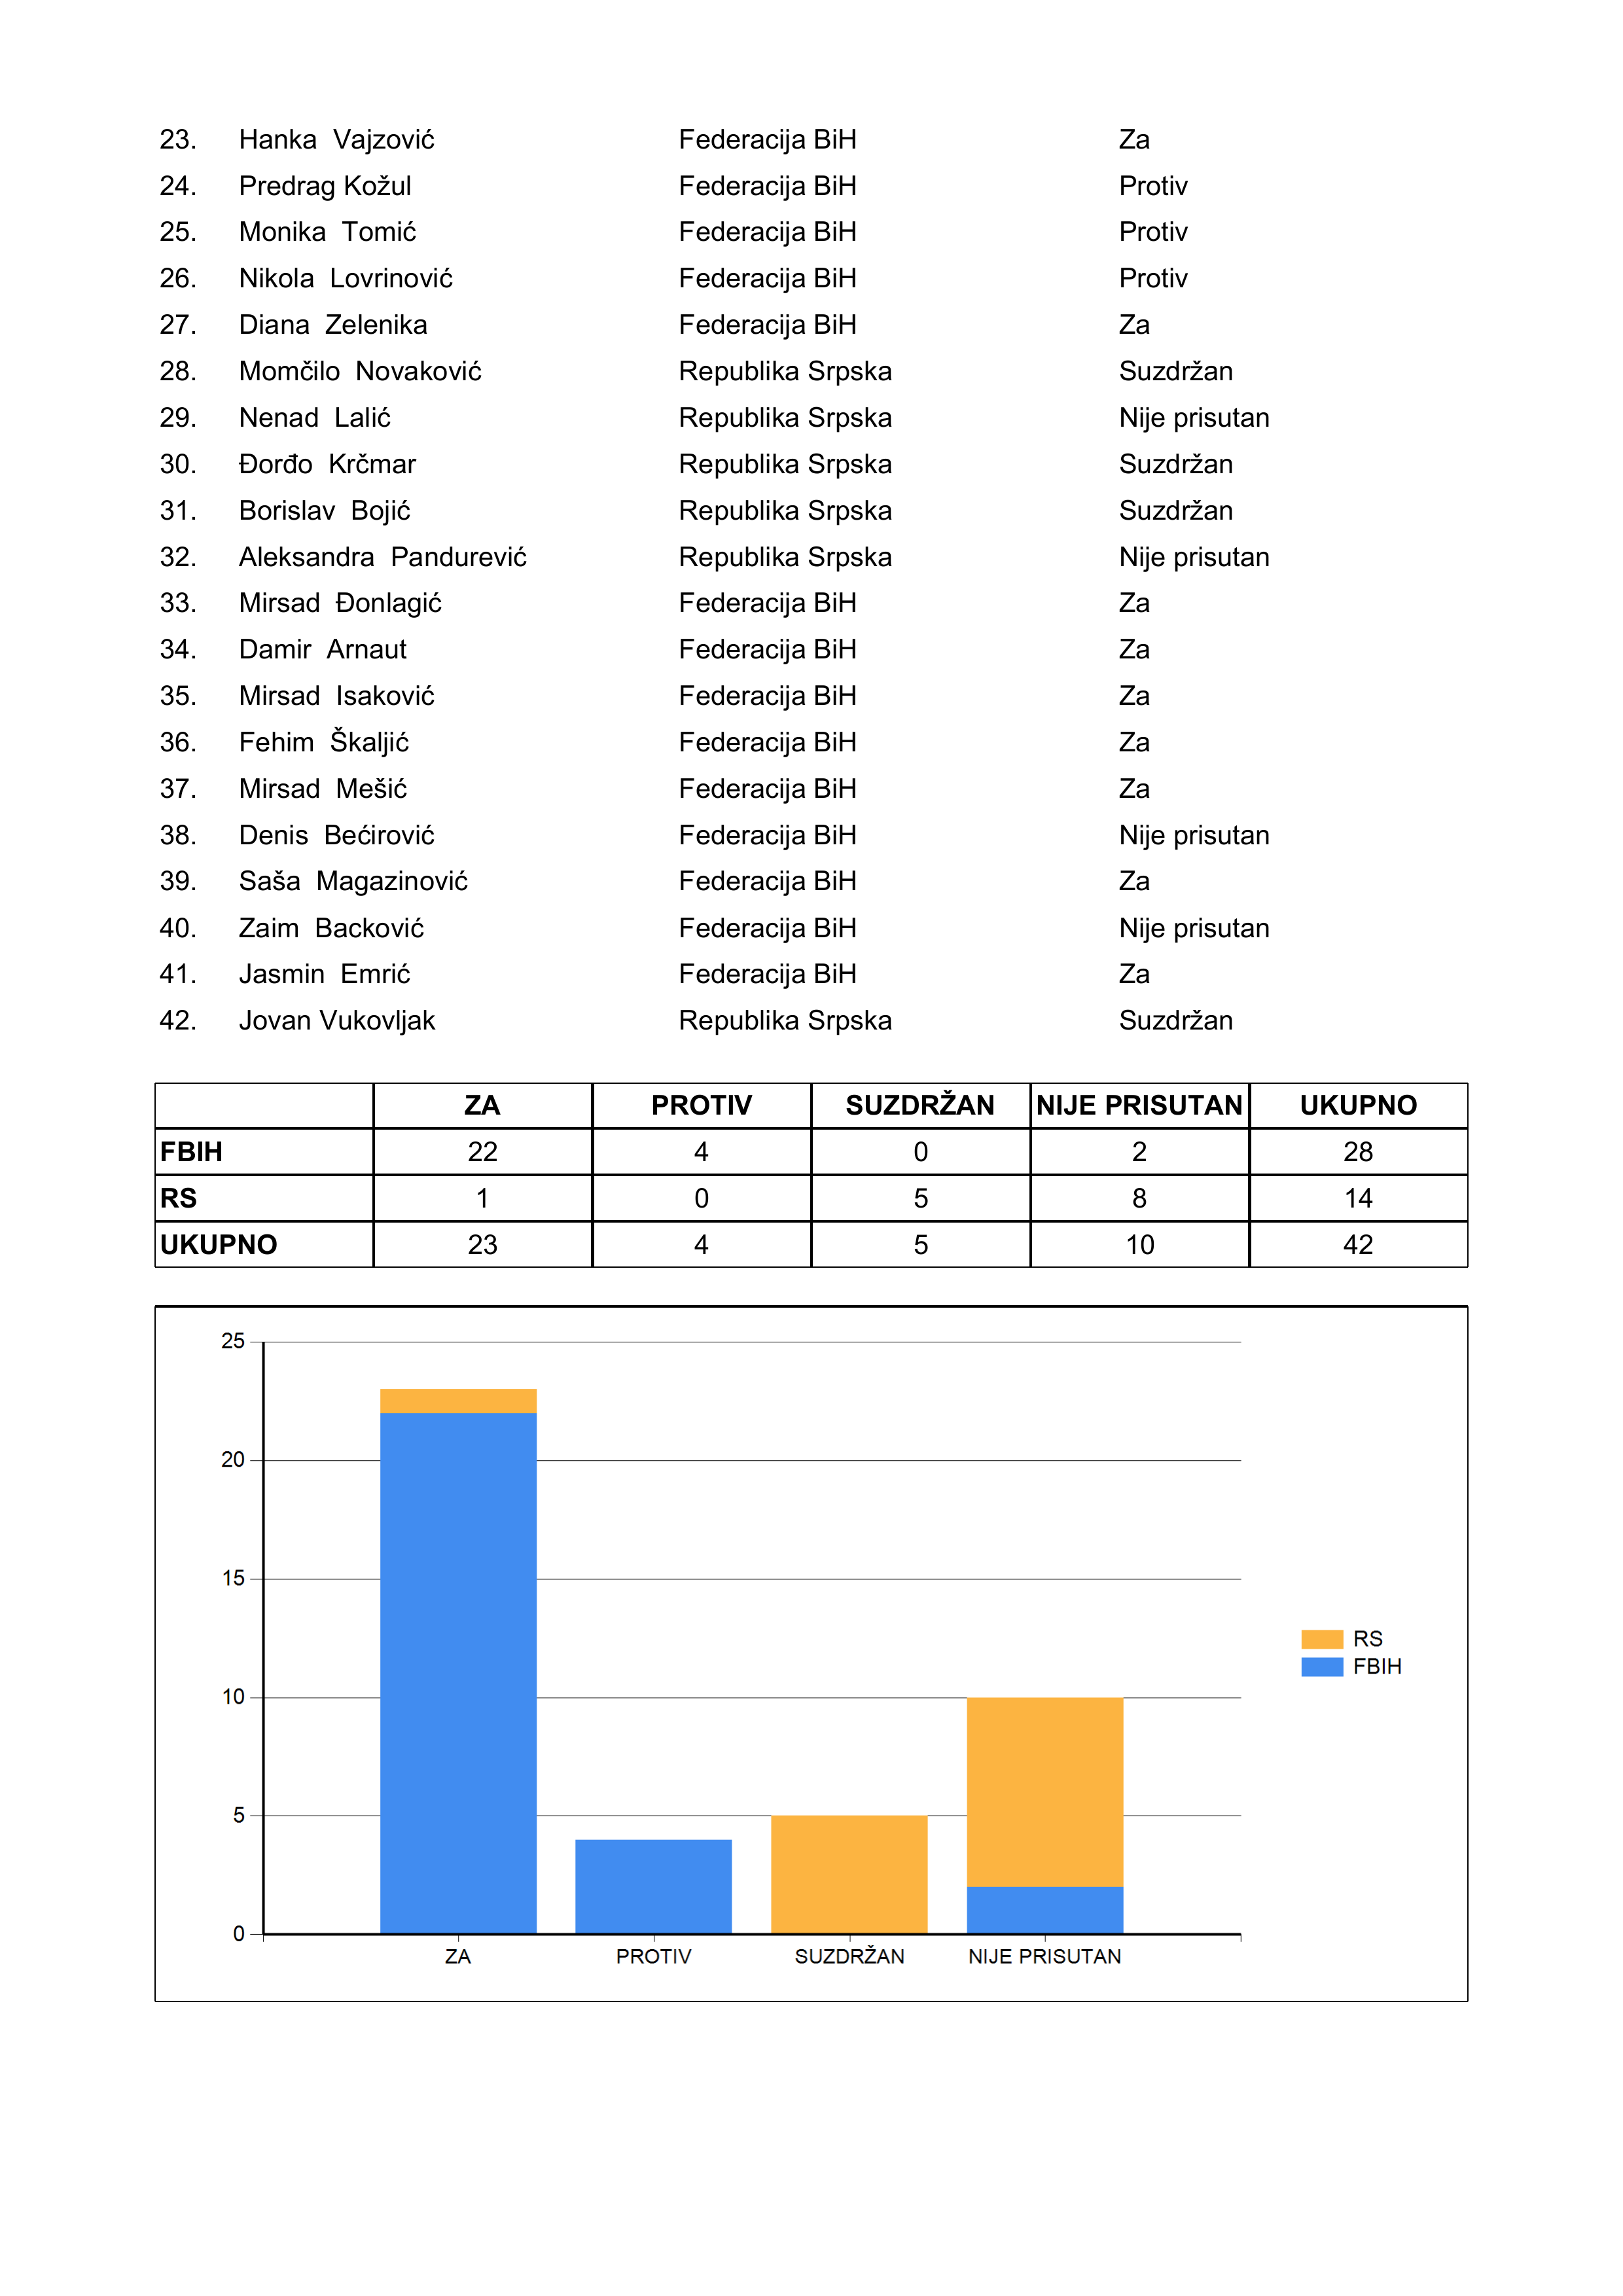 23. Hanka Vajzović Federacija BiH Za
24. Predrag Kožul Federacija BiH Protiv
25. Monika Tomić Federacija BiH Protiv
26. Nikola Lovrinović Federacija BiH Protiv
27. Diana Zelenika Federacija BiH Za
28. Momčilo Novaković Republika Srpska Suzdržan
29. Nenad Lalić Republika Srpska Nije prisutan
30. Đorđo Krčmar Republika Srpska Suzdržan
31. Borislav Bojić Republika Srpska Suzdržan
32. Aleksandra Pandurević Republika Srpska Nije prisutan
33. Mirsad Đonlagić Federacija BiH Za
34. Damir Arnaut Federacija BiH Za
35. Mirsad Isaković Federacija BiH Za
36. Fehim Škaljić Federacija BiH Za
37. Mirsad Mešić Federacija BiH Za
38. Denis Bećirović Federacija BiH Nije prisutan
39. Saša Magazinović Federacija BiH Za
40. Zaim Backović Federacija BiH Nije prisutan
41. Jasmin Emrić Federacija BiH Za
42. Jovan Vukovljak Republika Srpska Suzdržan
ZA PROTIV SUZDRŽAN NIJE PRISUTAN UKUPNO
FBIH 22 4 0 2 28
RS 1 0 5 8 14
UKUPNO 23 4 5 10 42
25
20
15
10
5
0
ZA PROTIV SUZDRŽAN NIJE PRISUTAN
RS
FBIH